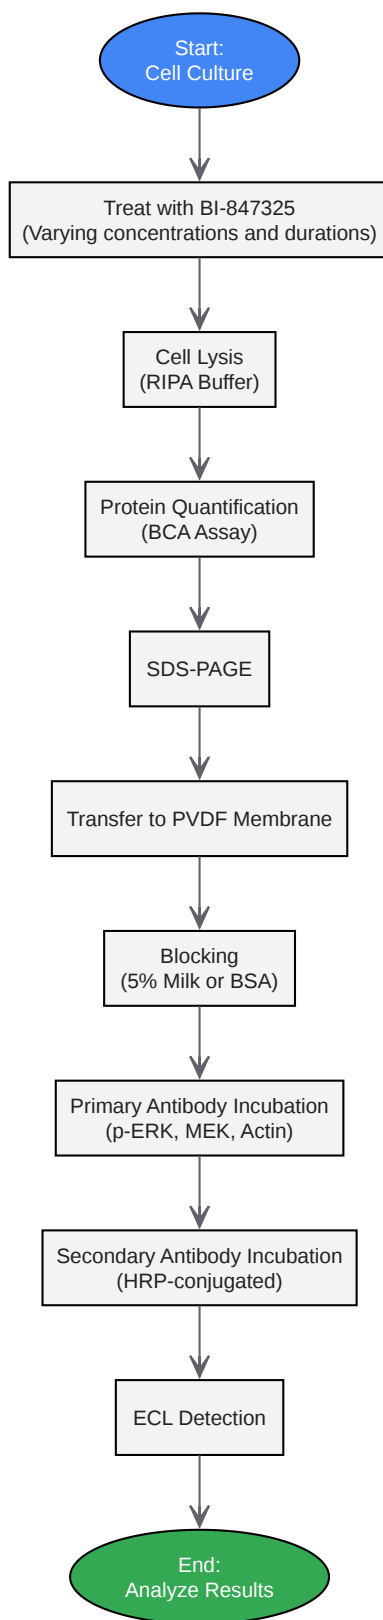 Start:
Cell Culture
Treat with BI-847325
(Varying concentrations and durations)
Cell Lysis
(RIPA Buffer)
Protein Quantification
(BCA Assay)
SDS-PAGE
Transfer to PVDF Membrane
Blocking
(5% Milk or BSA)
Primary Antibody Incubation
(p-ERK, MEK, Actin)
Secondary Antibody Incubation
(HRP-conjugated)
ECL Detection
End:
Analyze Results